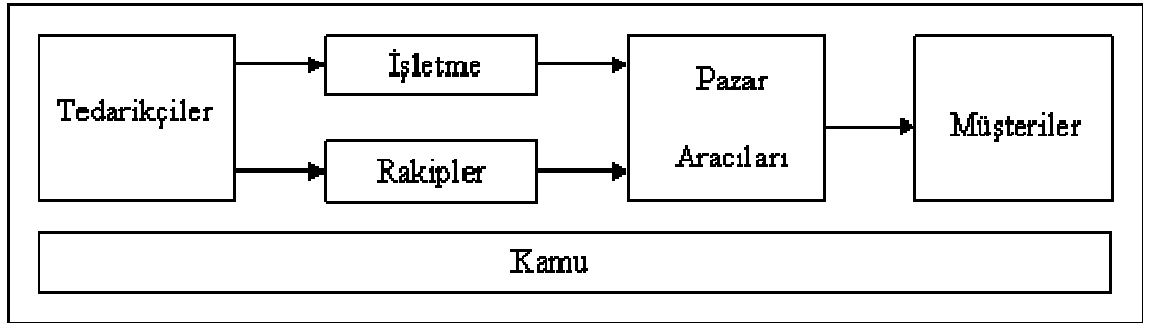 Tedarikçiler
İşletme
Rakipler
Pazar
Aracıları
Müşteriler
Kamu